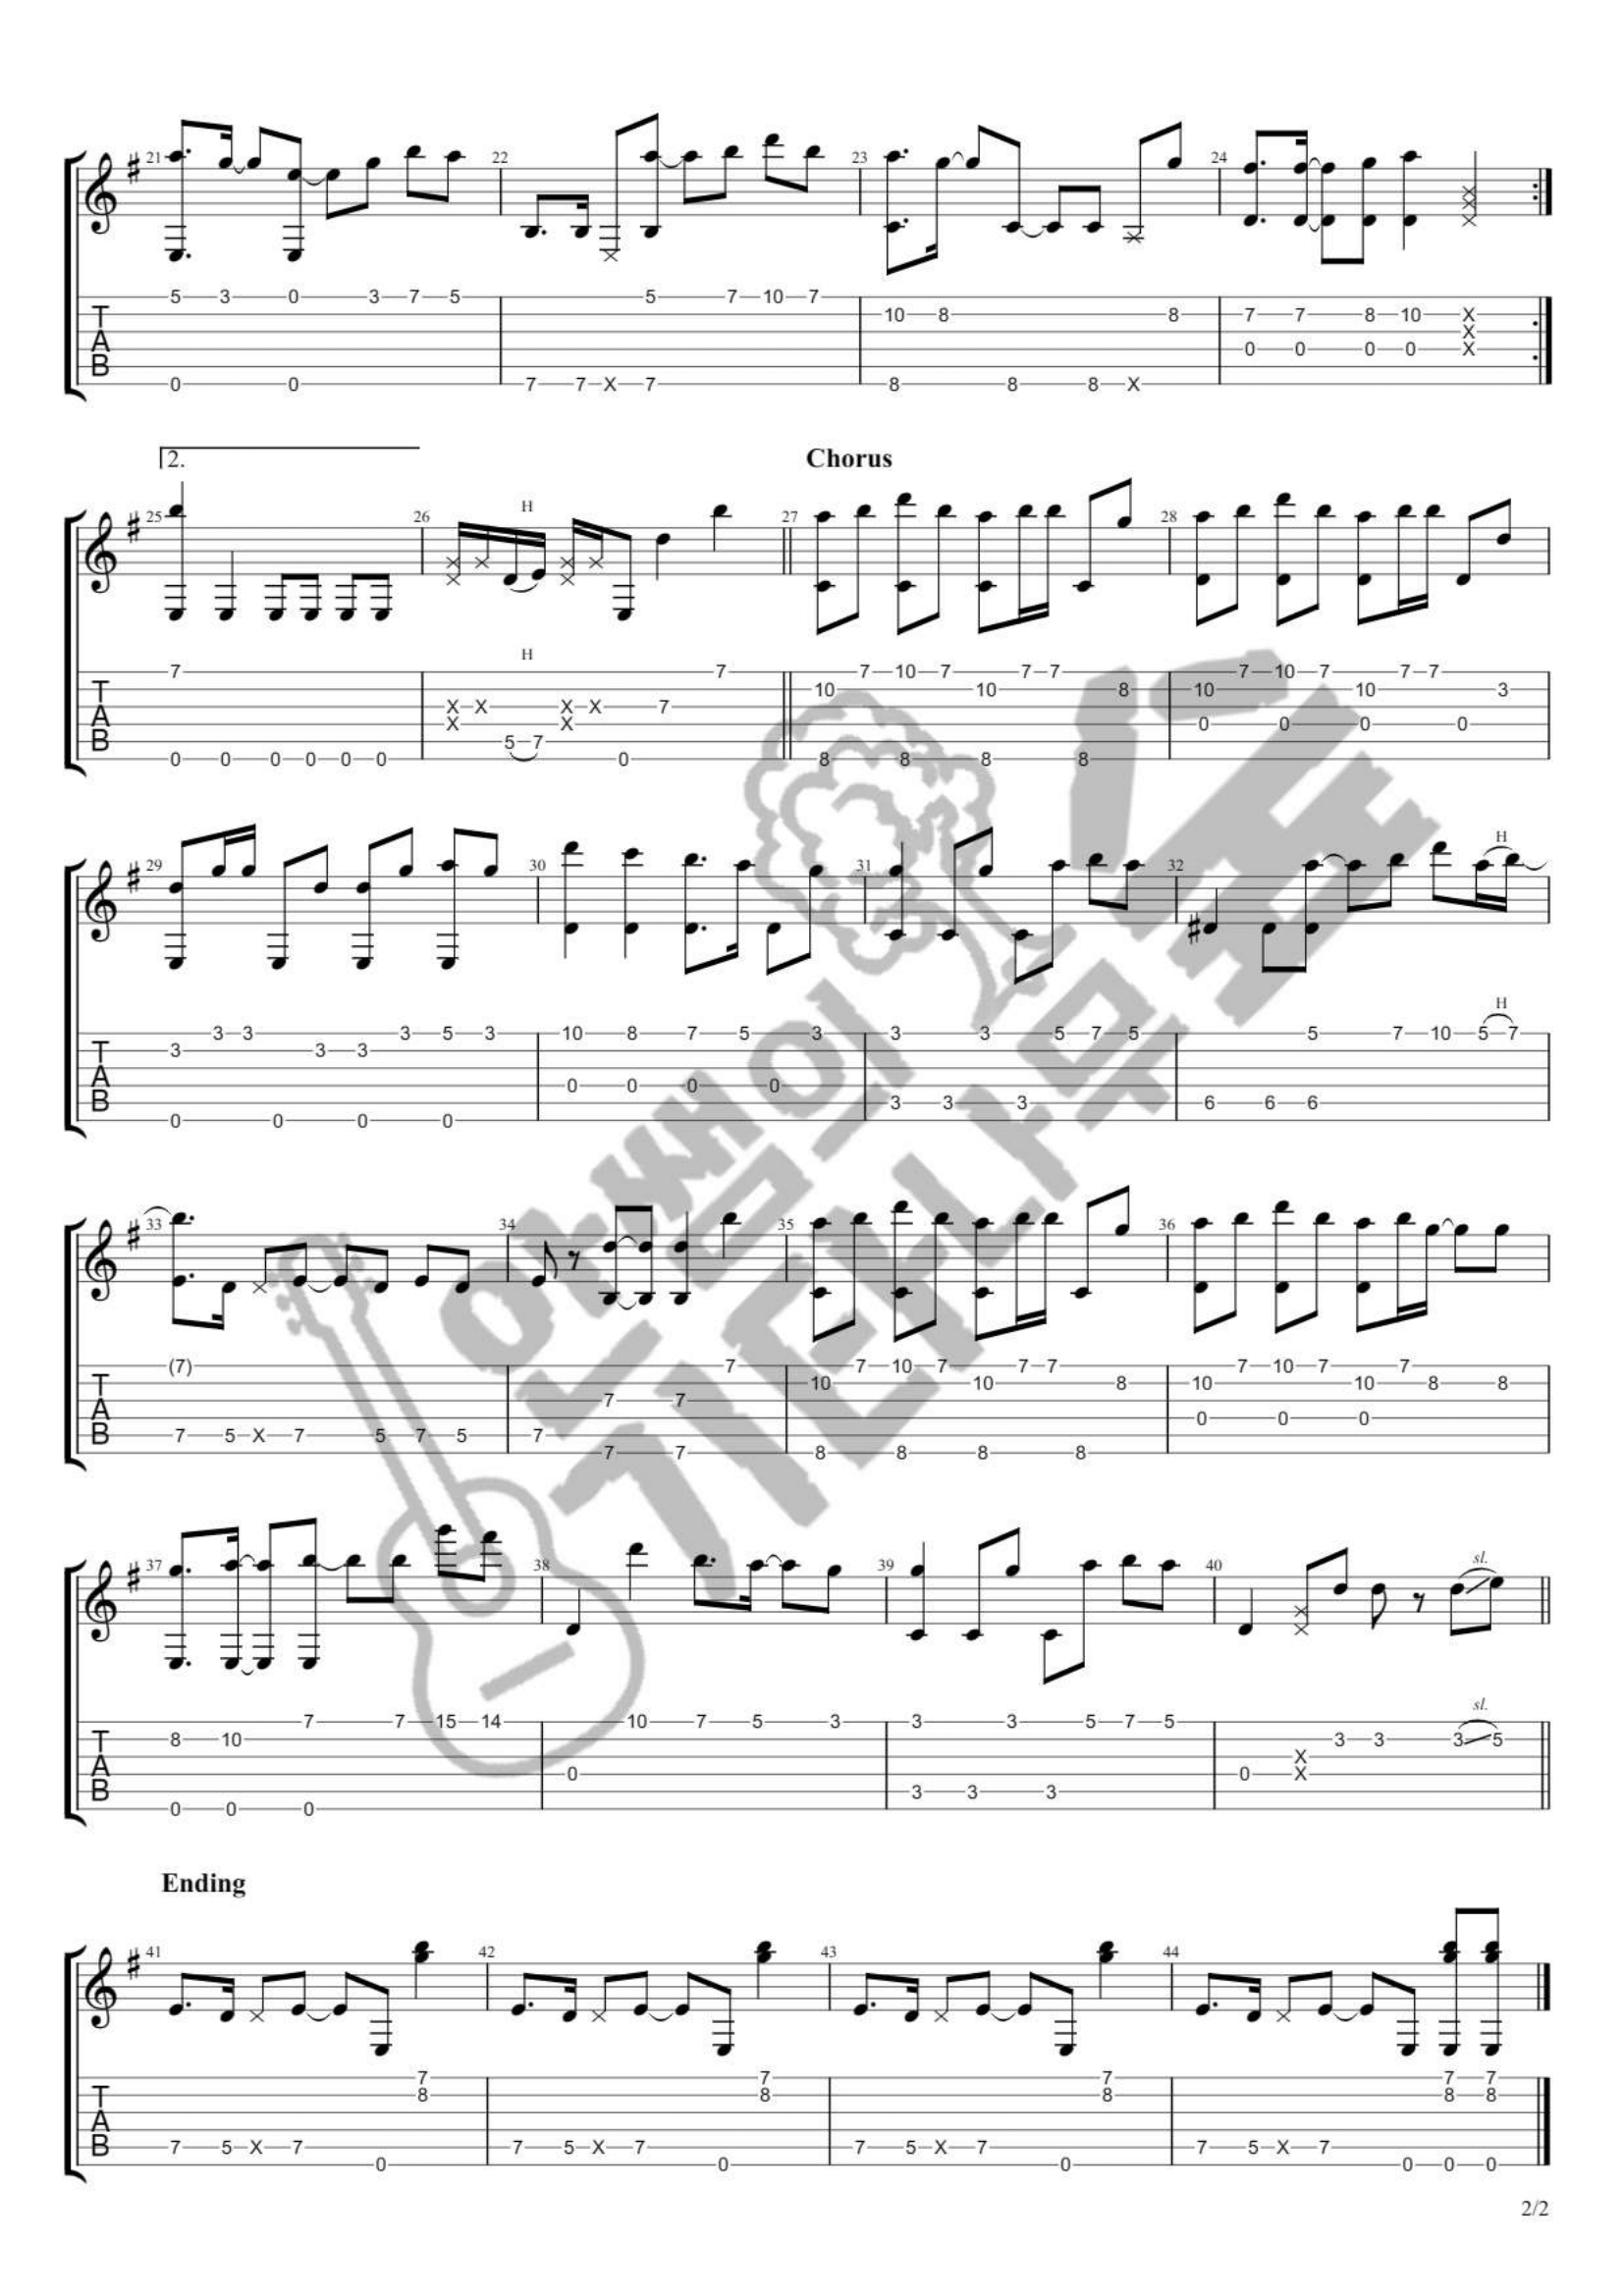 21 22 23 24
5 3 0 3 7 5 5 7 10 7
T 10 8 8 7 7 8 10 X
A X
0 0 0 0 X
B
0 0 7 7 X 7 8 8 8 X
2. Chorus
25 26 H 27 28
H
7 7 7 10 7 7 7 7 10 7 7 7
T 10 10 8 10 10 3
X X X X 7
A X X 0 0 0 0
B 5 7
0 0 0 0 0 0 0 8 8 8 8
29 30 31 32 H
H
3 3 3 5 3 10 8 7 5 3 3 3 5 7 5 5 7 10 5 7
T 3 3 3
A 0 0 0 0
B 3 3 3 6 6 6
0 0 0 0
33 34 35 36
(7) 7 7 10 7 7 7 7 10 7 7
T 10 10 8 10 10 8 8
7 7
A 0 0 0
B 7 5 X 7 5 7 5 7
7 7 8 8 8 8
37 38 39 40 sl.
sl.
7 7 15 14 10 7 5 3 3 3 5 7 5
T 8 10 3 3 3 5
X
A 0 0 X
B 3 3 3
0 0 0
Ending
41 42 43 44
7 7 7 7 7
T 8 8 8 8 8
A
B 7 5 X 7 7 5 X 7 7 5 X 7 7 5 X 7
0 0 0 0 0 0
2/2
안쌤의
기타나무